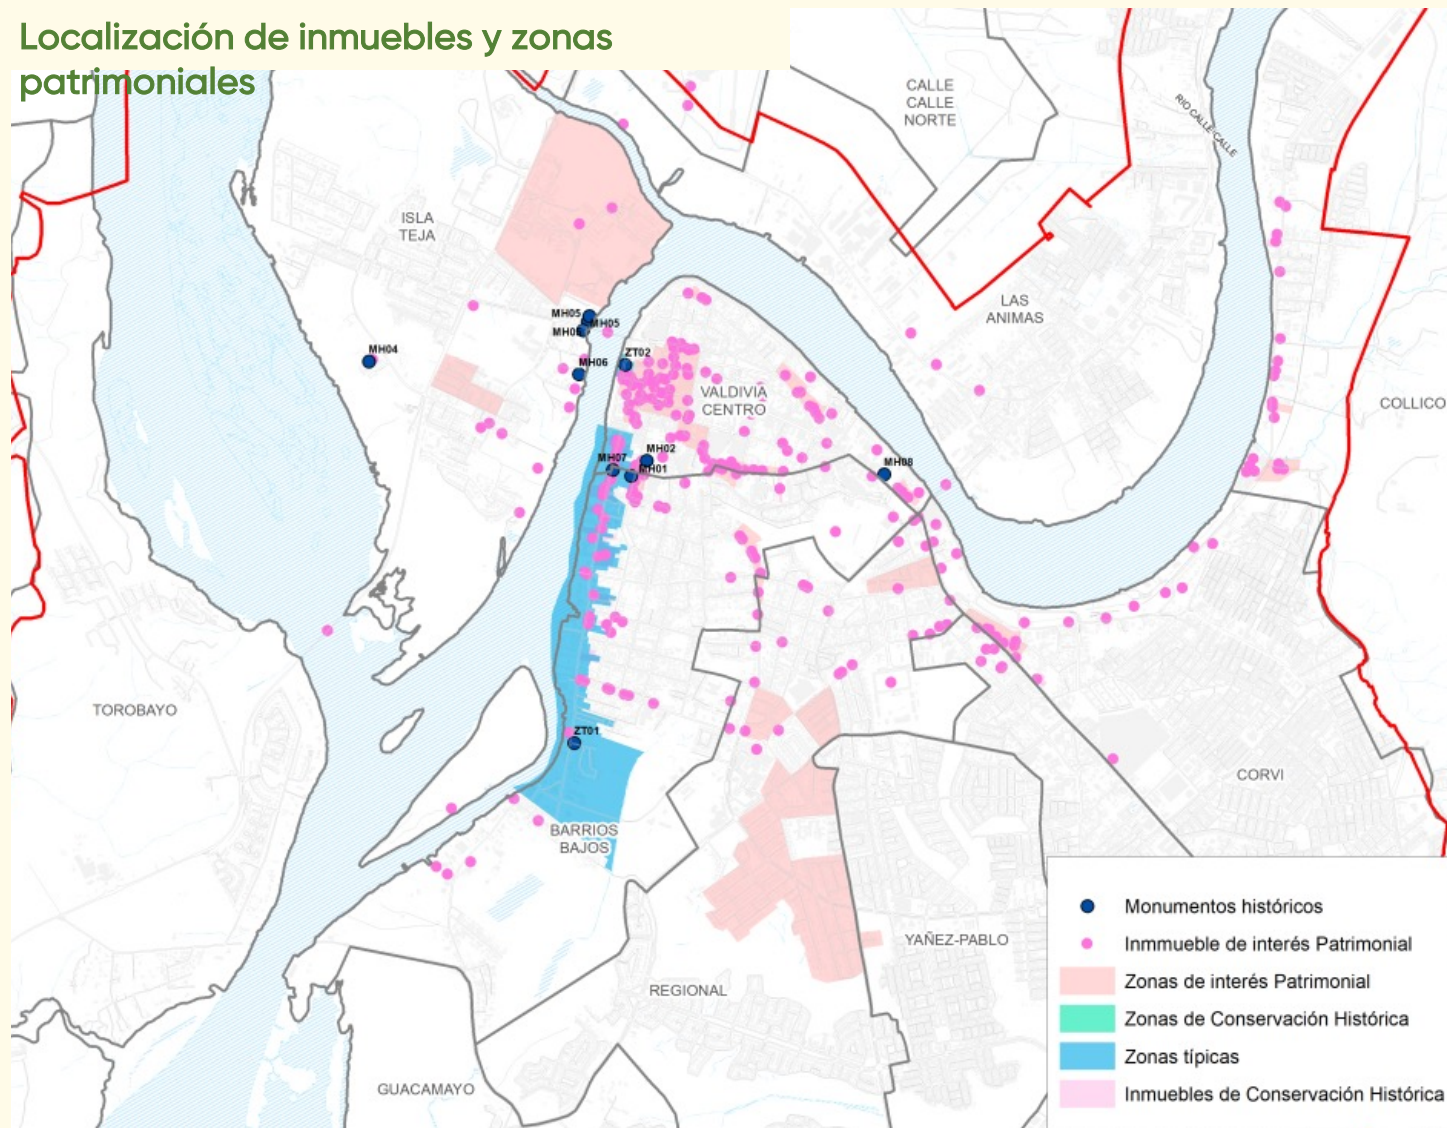 Localización de inmuebles y zonas
patrimoniales
CALLE
CALLE
NORTE
RIO CALLE CALLE
ISLA
TEJA
LAS
ANIMAS
MH05
MH05
MH04
MH06
ZT02
VALDIVIA
CENTRO
COLLICO
MH02
MH07
MH01
MH08
TOROBAYO
ZT01
CORVI
BARRIOS
BAJOS
YAÑEZ-PABLO
REGIONAL
GUACAMAYO
Monumentos históricos
Inmmueble de interés Patrimonial
Zonas de interés Patrimonial
Zonas de Conservación Histórica
Zonas típicas
Inmuebles de Conservación Histórica